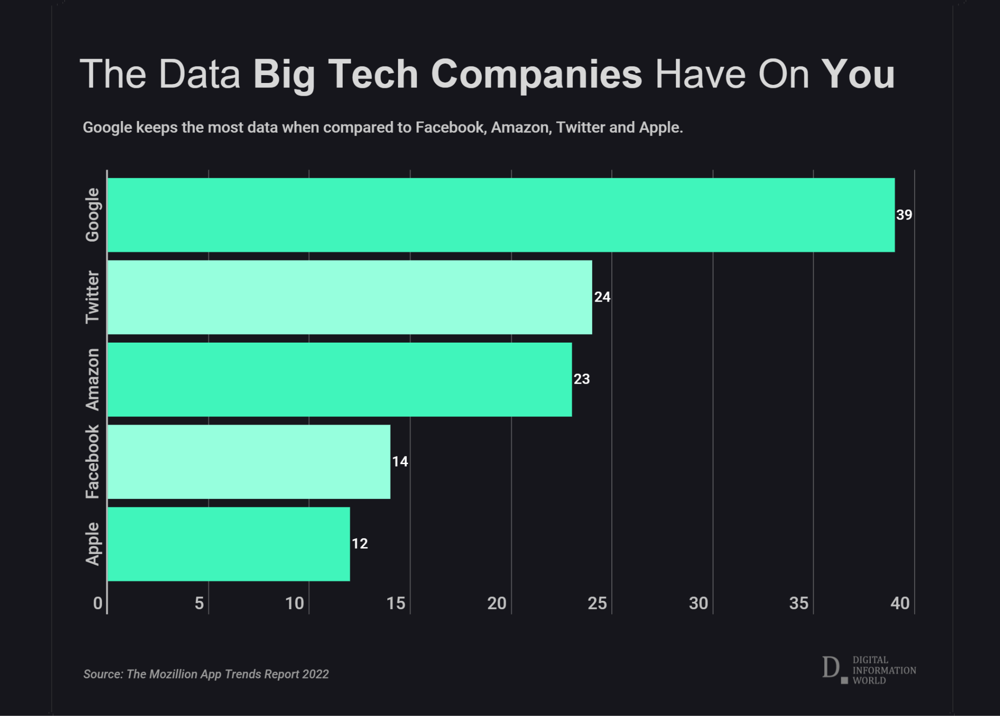 The Data Big Tech Companies Have On You
Google keeps the most data when compared to Facebook, Amazon, Twitter and Apple.
Google
39
Twitter
24
Amazon
23
Facebook
14
Apple
12
0 5 10 15 20 25 30 35 40
Source: The Mozillion App Trends Report 2022
D.
DIGITAL
INFORMATION
WORLD